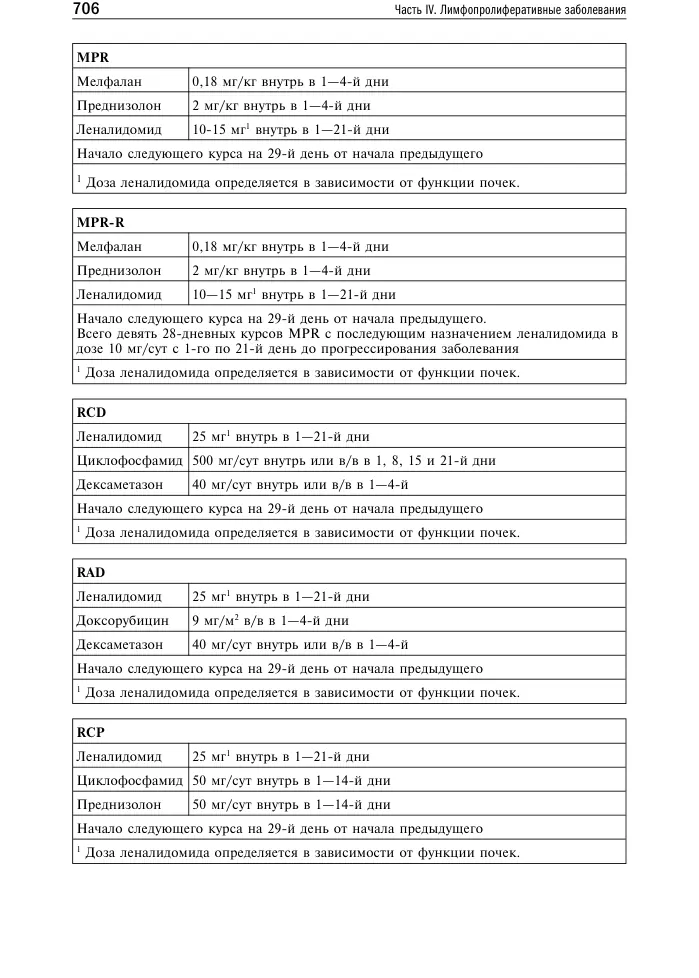 706
Часть IV. Лимфопролиферативные заболевания
MPR
Мелфалан 0,18 мг/кг внутрь в 1—4-й дни
Преднизолон 2 мг/кг внутрь в 1—4-й дни
Леналидомид 10-15 мг¹ внутрь в 1—21-й дни
Начало следующего курса на 29-й день от начала предыдущего
¹ Доза леналидомида определяется в зависимости от функции почек.
MPR-R
Мелфалан 0,18 мг/кг внутрь в 1—4-й дни
Преднизолон 2 мг/кг внутрь в 1—4-й дни
Леналидомид 10—15 мг¹ внутрь в 1—21-й дни
Начало следующего курса на 29-й день от начала предыдущего.
Всего девять 28-дневных курсов MPR с последующим назначением леналидомида в
дозе 10 мг/сут с 1-го по 21-й день до прогрессирования заболевания
¹ Доза леналидомида определяется в зависимости от функции почек.
RCD
Леналидомид 25 мг¹ внутрь в 1—21-й дни
Циклофосфамид 500 мг/сут внутрь или в/в в 1, 8, 15 и 21-й дни
Дексаметазон 40 мг/сут внутрь или в/в в 1—4-й
Начало следующего курса на 29-й день от начала предыдущего
¹ Доза леналидомида определяется в зависимости от функции почек.
RAD
Леналидомид 25 мг¹ внутрь в 1—21-й дни
Доксорубицин 9 мг/м² в/в в 1—4-й дни
Дексаметазон 40 мг/сут внутрь или в/в в 1—4-й
Начало следующего курса на 29-й день от начала предыдущего
¹ Доза леналидомида определяется в зависимости от функции почек.
RCP
Леналидомид 25 мг¹ внутрь в 1—21-й дни
Циклофосфамид 50 мг/сут внутрь в 1—14-й дни
Преднизолон 50 мг/сут внутрь в 1—14-й дни
Начало следующего курса на 29-й день от начала предыдущего
¹ Доза леналидомида определяется в зависимости от функции почек.